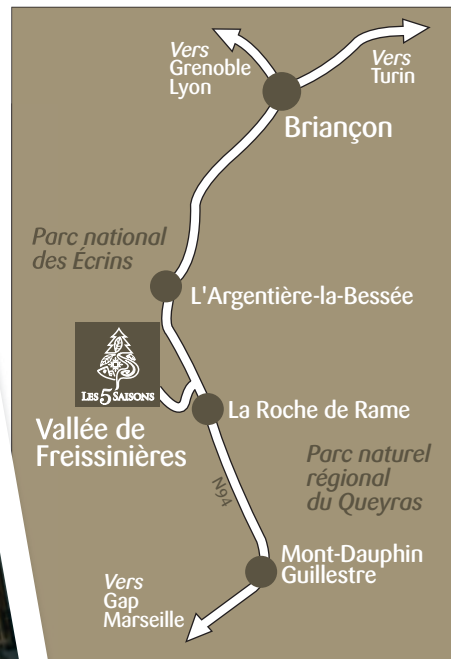 Vers
Grenoble
Lyon
Vers
Turin
Briançon
Parc national
des Écrins
L'Argentière-la-Bessée
LES 5 SAISONS
La Roche de Rame
Vallée de
Freissinières
Parc naturel
régional
du Queyras
N94
Mont-Dauphin
Guillestre
Vers
Gap
Marseille